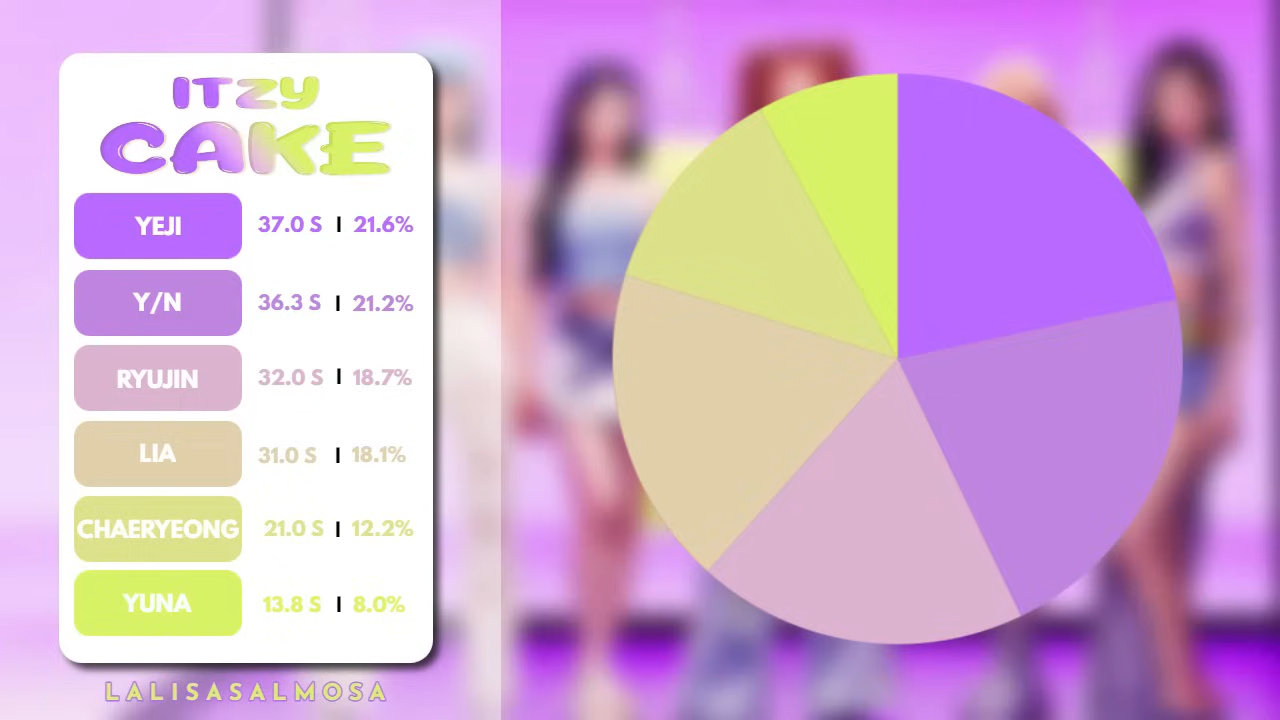 ITZY
CAKE
YEJI 37.0 S | 21.6%
Y/N 36.3 S | 21.2%
RYUJIN 32.0 S | 18.7%
LIA 31.0 S | 18.1%
CHAERYEONG 21.0 S | 12.2%
YUNA 13.8 S | 8.0%
LALISASALMOSA